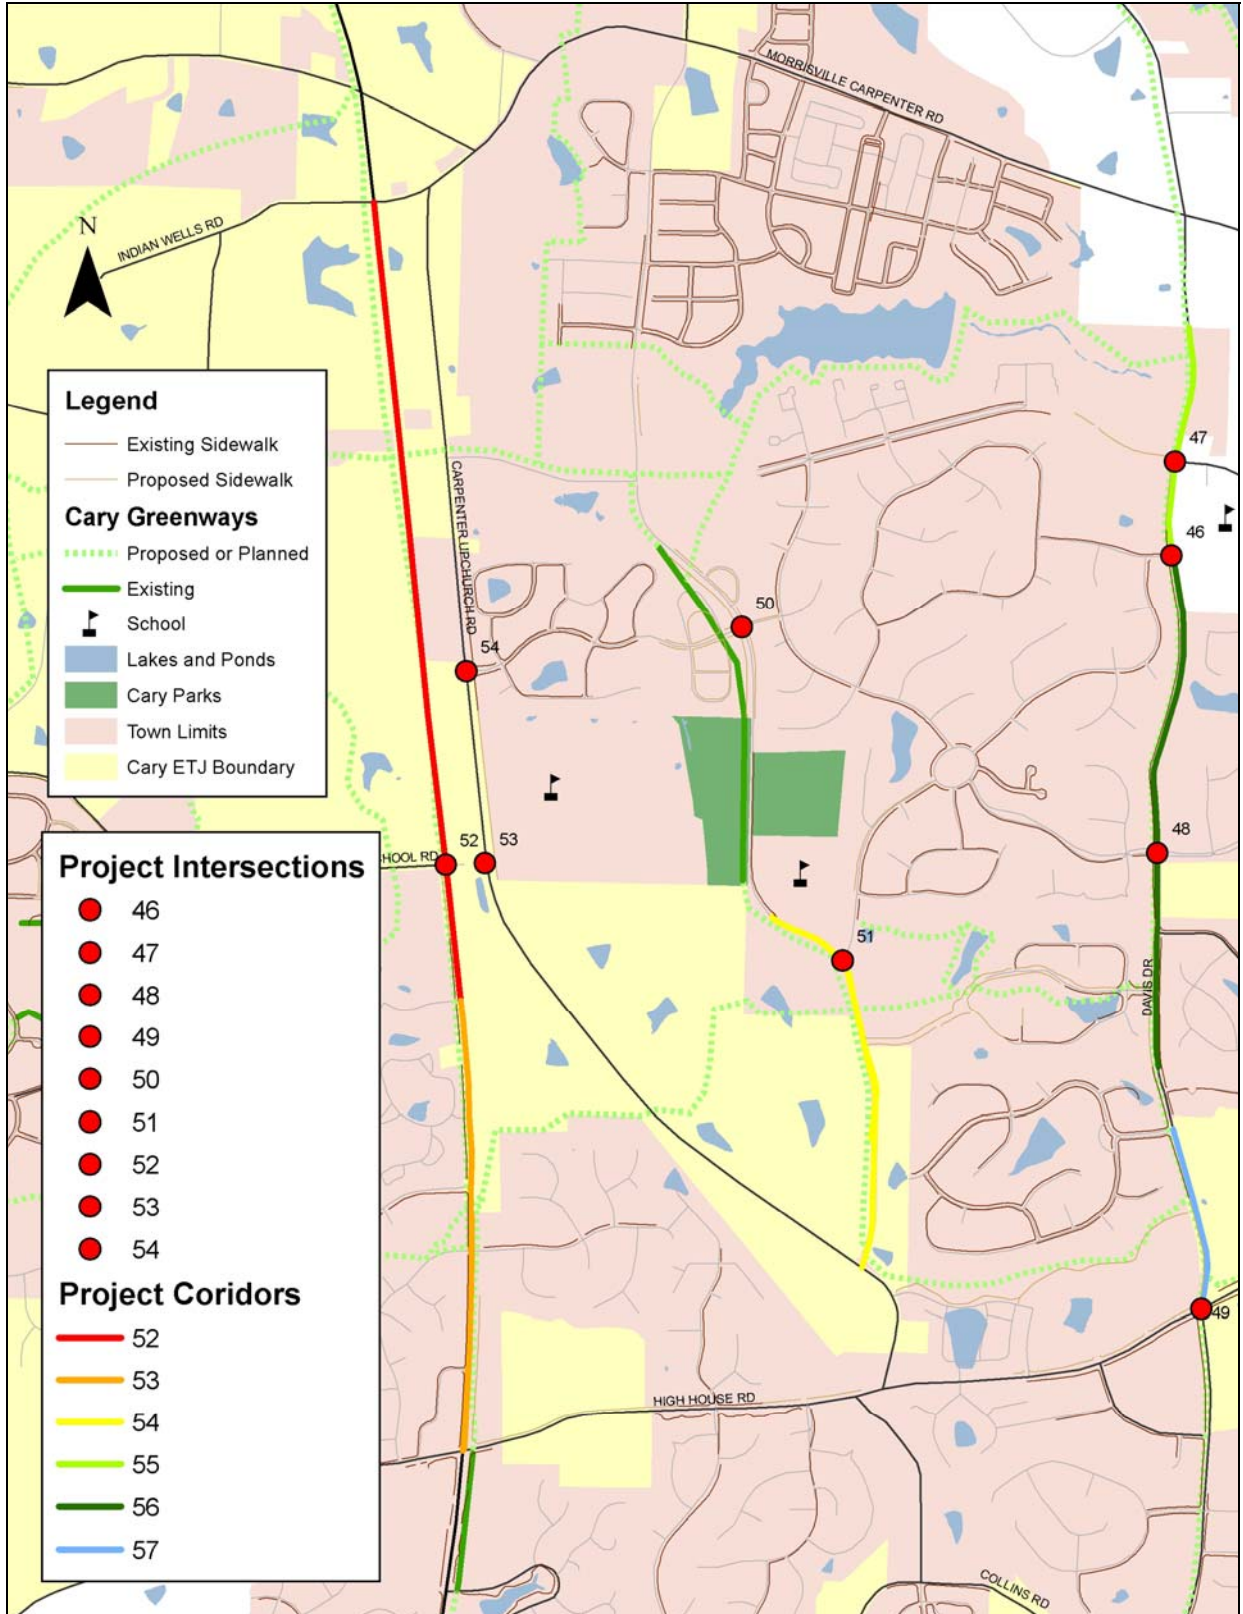 MORRISVILLE CARPENTER RD
N
INDIAN WELLS RD
Legend
Existing Sidewalk
Proposed Sidewalk
Cary Greenways
Proposed or Planned
Existing
School
Lakes and Ponds
Cary Parks
Town Limits
Cary ETJ Boundary
CARPENTER UPCHURCH RD
47
46
50
54
48
52
53
HOOL RD
51
DAVIS DR
49
HIGH HOUSE RD
COLLINS RD
Project Intersections
46
47
48
49
50
51
52
53
54
Project Coridors
52
53
54
55
56
57